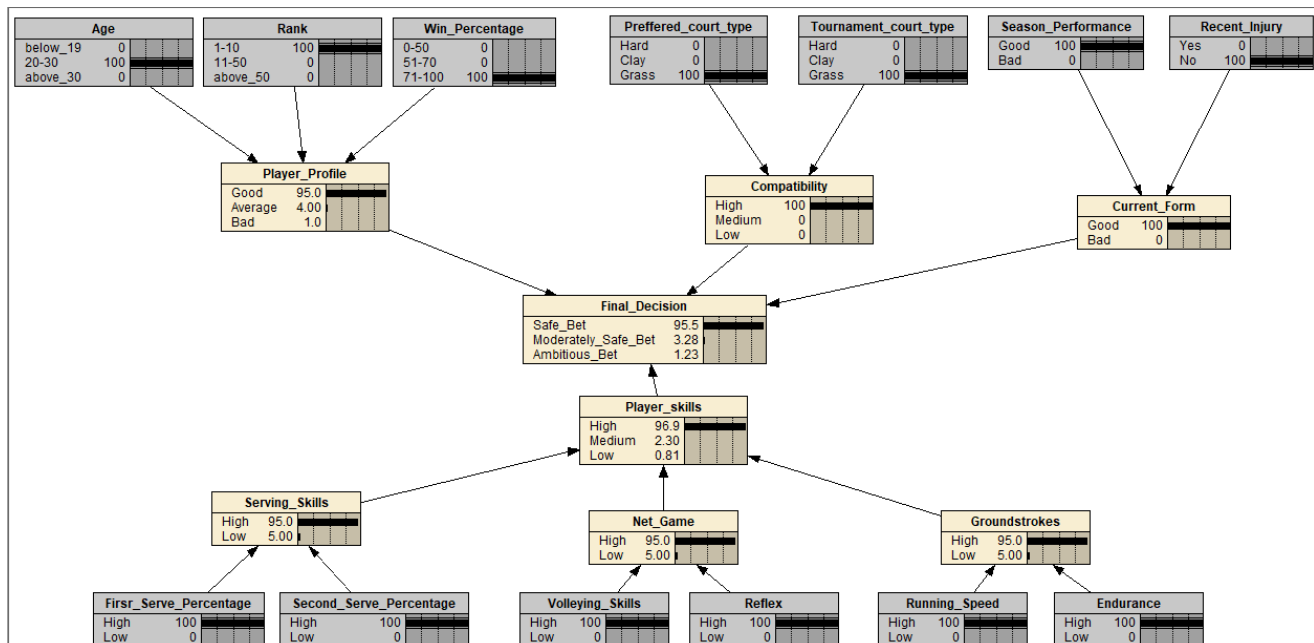 Age
below_19 0
20-30 100
above_30 0
Rank
1-10 100
11-50 0
above_50 0
Win_Percentage
0-50 0
51-70 0
71-100 100
Preffered_court_type
Hard 0
Clay 0
Grass 100
Tournament_court_type
Hard 0
Clay 0
Grass 100
Season_Performance
Good 100
Bad 0
Recent_Injury
Yes 0
No 100
Player_Profile
Good 95.0
Average 4.00
Bad 1.0
Compatibility
High 100
Medium 0
Low 0
Current_Form
Good 100
Bad 0
Final_Decision
Safe_Bet 95.5
Moderately_Safe_Bet 3.28
Ambitious_Bet 1.23
Player_skills
High 96.9
Medium 2.30
Low 0.81
Serving_Skills
High 95.0
Low 5.00
Net_Game
High 95.0
Low 5.00
Groundstrokes
High 95.0
Low 5.00
Firsr_Serve_Percentage
High 100
Low 0
Second_Serve_Percentage
High 100
Low 0
Volleying_Skills
High 100
Low 0
Reflex
High 100
Low 0
Running_Speed
High 100
Low 0
Endurance
High 100
Low 0